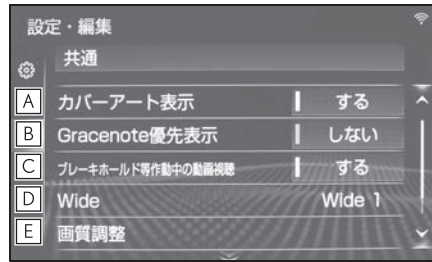 設定・編集
共通
A カバーアート表示 する
B Gracenote優先表示 しない
C ブレーキホールド等作動中の動画視聴 する
D Wide Wide 1
E 画質調整